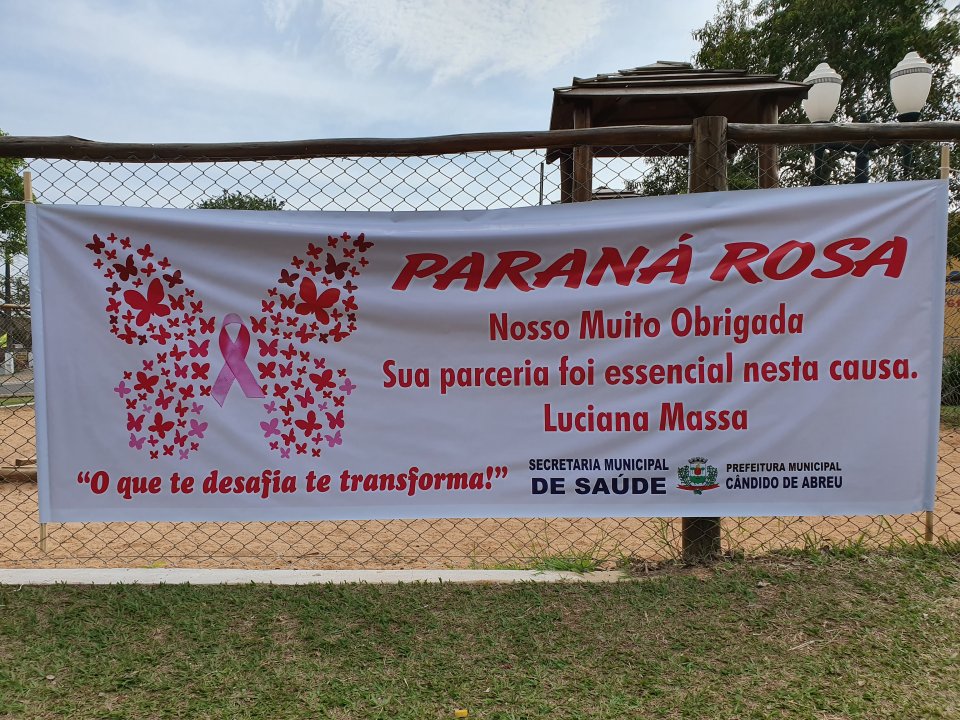 PARANÁ ROSA
Nosso Muito Obrigada
Sua parceria foi essencial nesta causa.
Luciana Massa
"O que te desafia te transforma!"
SECRETARIA MUNICIPAL
DE SAÚDE
PREFEITURA MUNICIPAL
CÂNDIDO DE ABREU